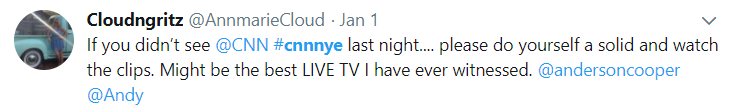 Cloudngritz @AnnmarieCloud · Jan 1
If you didn't see @CNN #cnnnye last night.... please do yourself a solid and watch
the clips. Might be the best LIVE TV I have ever witnessed. @andersoncooper
@Andy